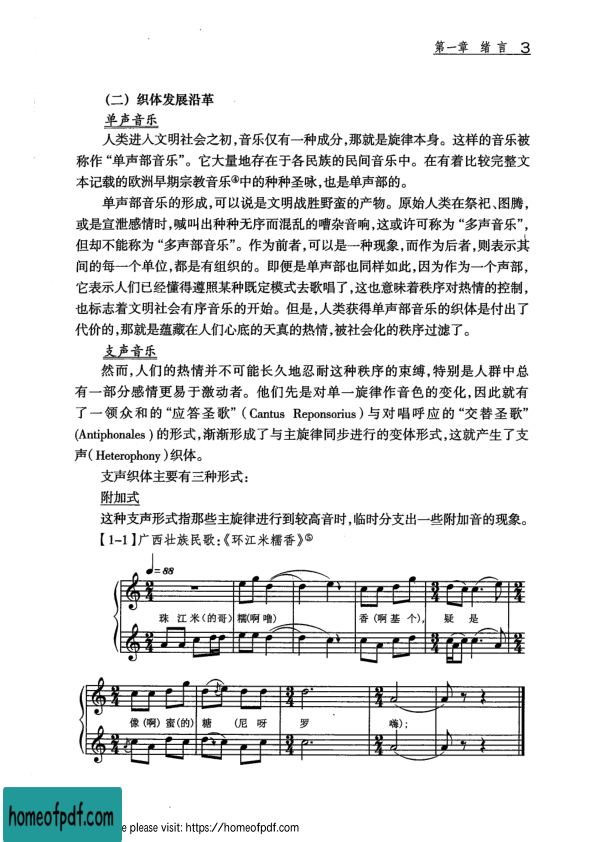 第一章 绪言 3
(二) 织体发展沿革
单声音乐
人类进入文明社会之初,音乐仅有一种成分,那就是旋律本身。这样的音乐被
称作“单声部音乐”。它大量地存在于各民族的民间音乐中。在有着比较完整文
本记载的欧洲早期宗教音乐④中的种种圣咏,也是单声部的。
单声部音乐的形成,可以说是文明战胜野蛮的产物。原始人类在祭祀、图腾,
或是宣泄感情时,喊叫出种种无序而混乱的嘈杂音响,这或许可称为“多声音乐”,
但却不能称为“多声部音乐”。作为前者,可以是一种现象,而作为后者,则表示其
间的每一个单位,都是有组织的。即便是单声部也同样如此,因为作为一个声部,
它表示人们已经懂得遵照某种既定模式去歌唱了,这也意味着秩序对热情的控制,
也标志着文明社会有序音乐的开始。但是,人类获得单声部音乐的织体是付出了
代价的,那就是蕴藏在人们心底的天真的热情,被社会化的秩序过滤了。
支声音乐
然而,人们的热情并不可能长久地忍耐这种秩序的束缚,特别是人群中总
有一部分感情更易于激动者。他们先是对单一旋律作音色的变化,因此就有
了一领众和的“应答圣歌”(Cantus Reponsorius)与对唱呼应的“交替圣歌”
(Antiphonales)的形式,渐渐形成了与主旋律同步进行的变体形式,这就产生了支
声(Heterophony)织体。
支声织体主要有三种形式:
附加式
这种支声形式指那些主旋律进行到较高音时,临时分支出一些附加音的现象。
【1-1】广西壮族民歌:《环江米糯香》⑤
♩=88
珠 江 米(的哥) 糯(啊噜) 香(啊基个), 疑 是
像(啊)蜜(的) 糖 (尼 呀 罗 嗨);
homeofpdf.com
e please visit: https://homeofpdf.com